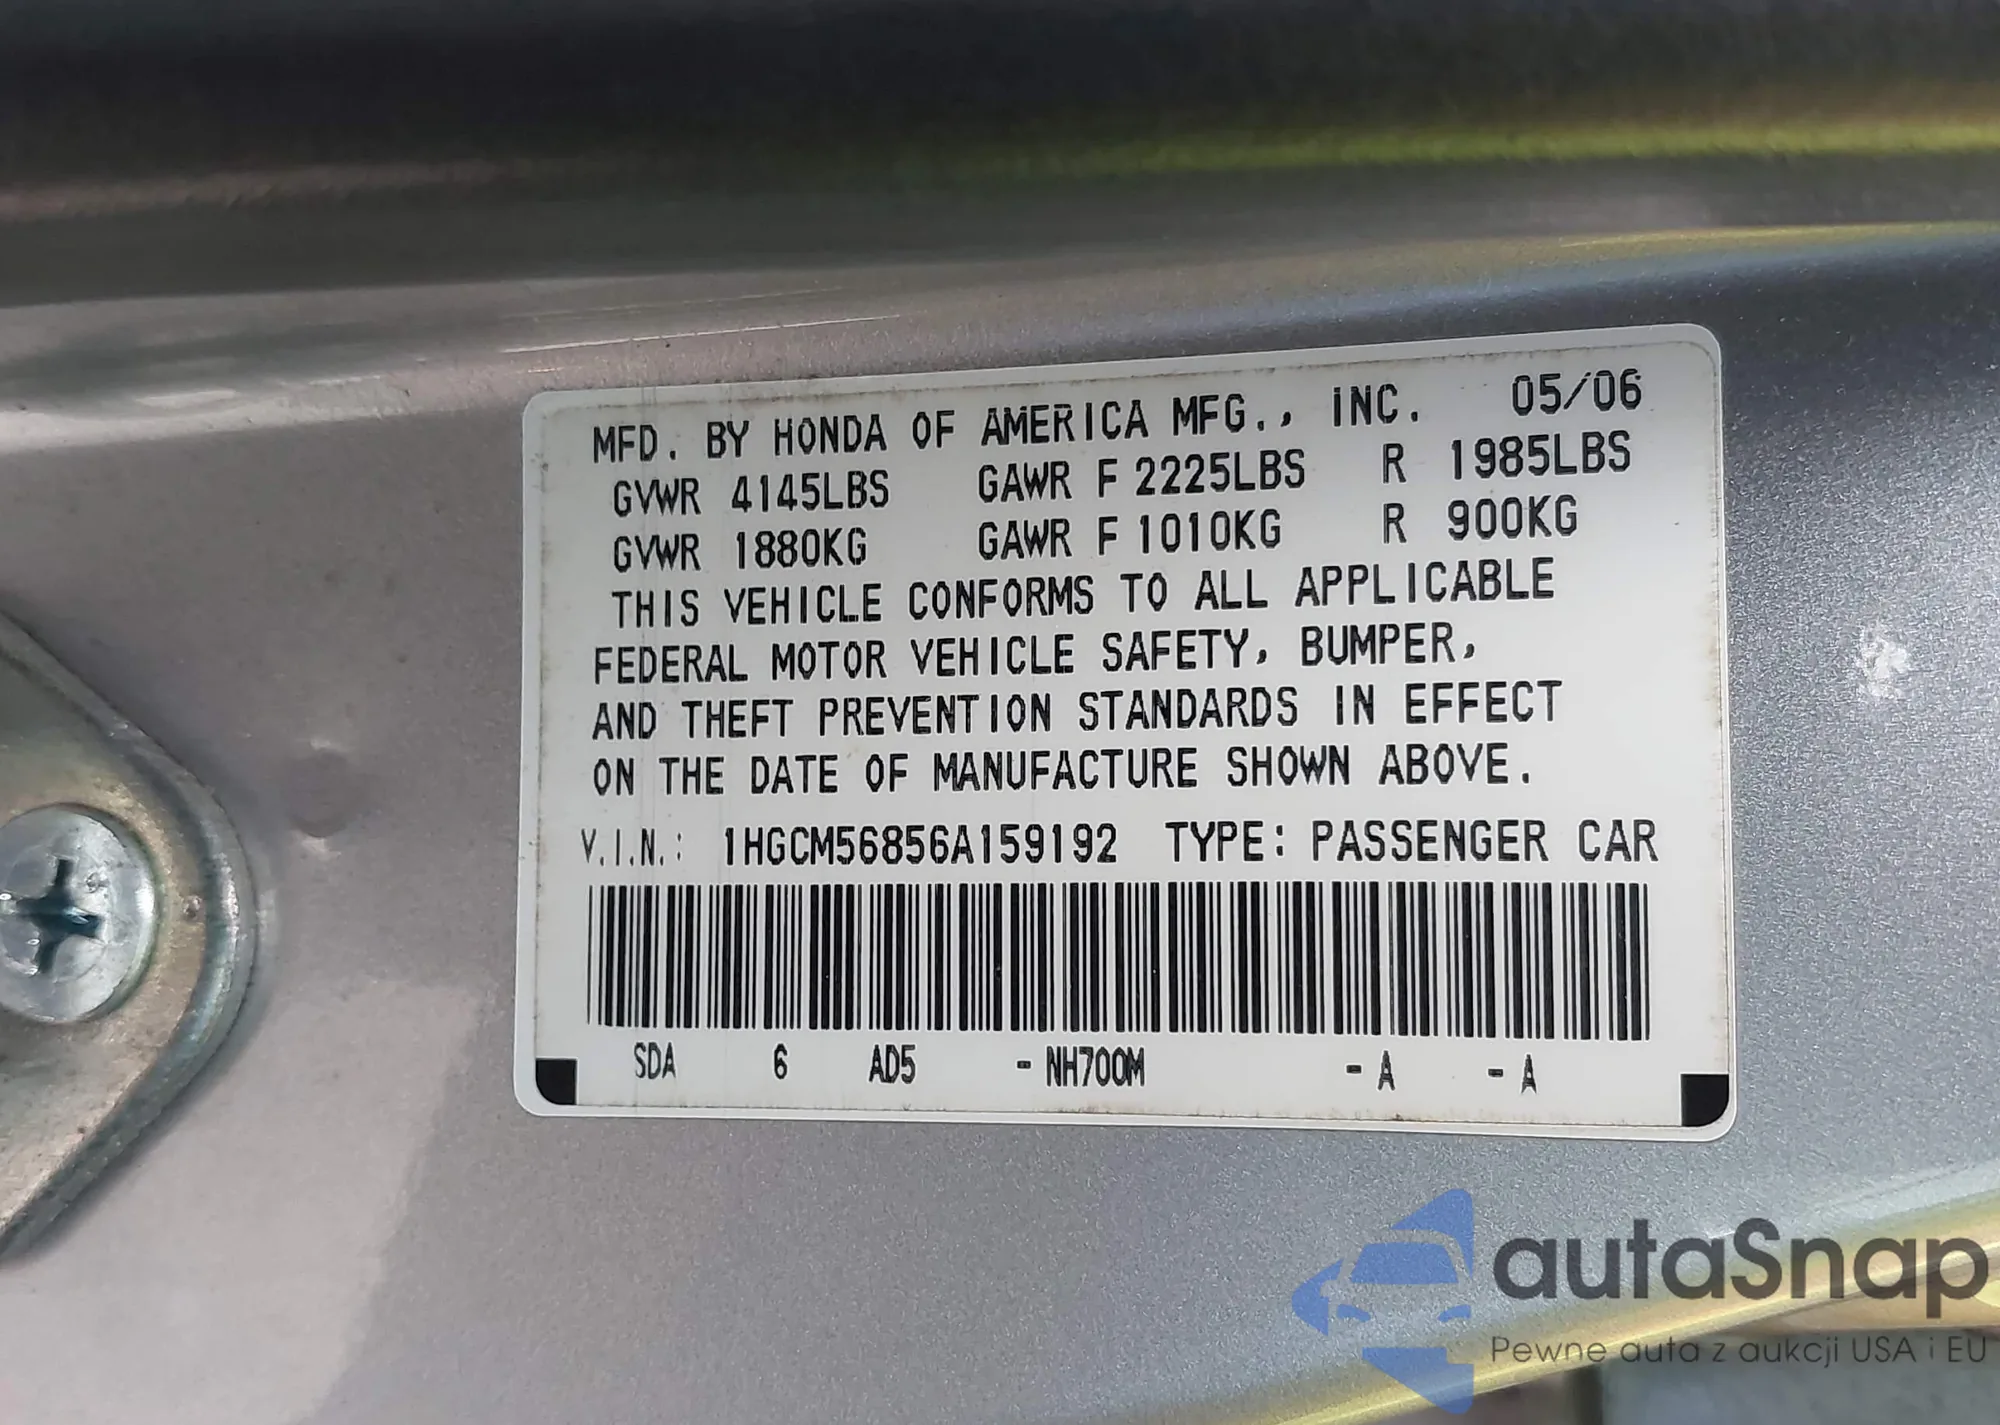 MFD. BY HONDA OF AMERICA MFG., INC. 05/06
GVWR 4145LBS GAWR F 2225LBS R 1985LBS
GVWR 1880KG GAWR F 1010KG R 900KG
THIS VEHICLE CONFORMS TO ALL APPLICABLE
FEDERAL MOTOR VEHICLE SAFETY, BUMPER,
AND THEFT PREVENTION STANDARDS IN EFFECT
ON THE DATE OF MANUFACTURE SHOWN ABOVE.
V.I.N.: 1HGCM56856A159192 TYPE: PASSENGER CAR
SDA 6 AD5 - NH700M - A - A
autaSnap
Pewne auta z aukcji USA i EU